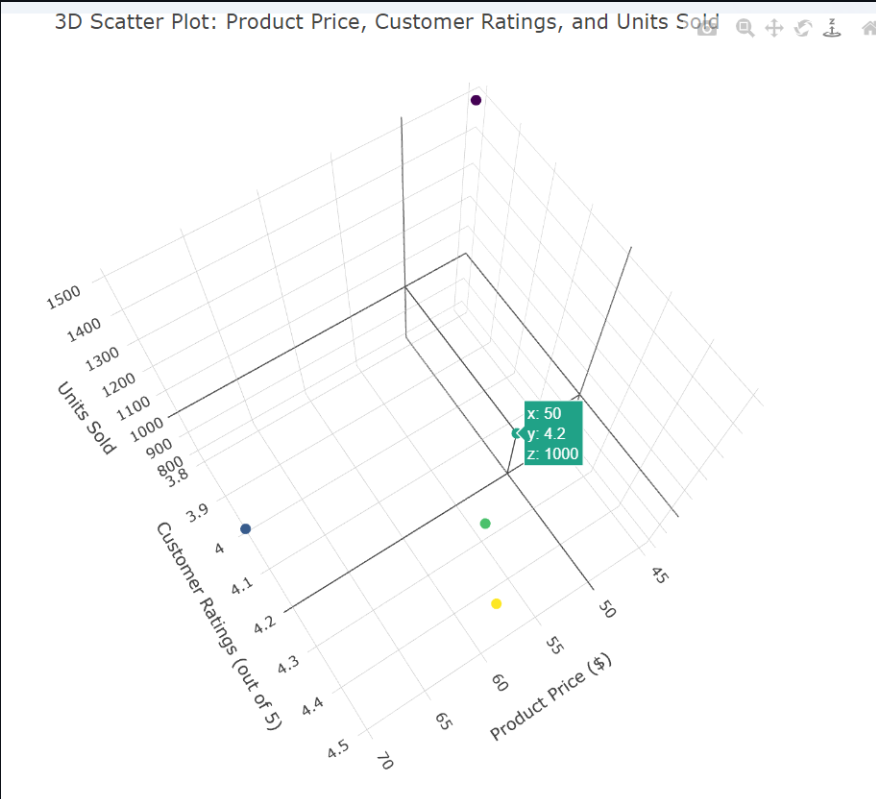 3D Scatter Plot: Product Price, Customer Ratings, and Units Sold
z
1500
1400
1300
1200
1100
1000
900
800
Units Sold
3.8
3.9
4
4.1
4.2
4.3
4.4
4.5
Customer Ratings (out of 5)
x: 50
y: 4.2
z: 1000
45
50
55
60
65
70
Product Price ($)